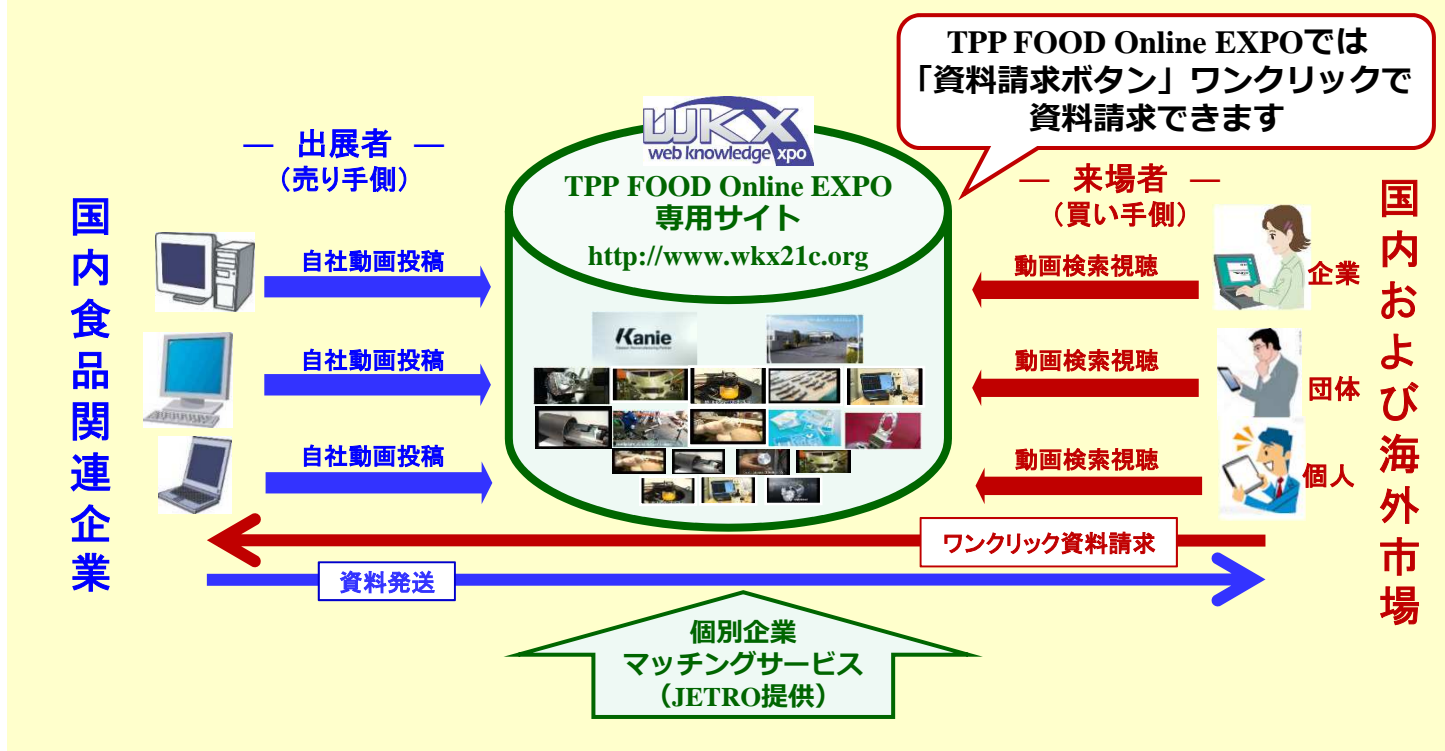 TPP FOOD Online EXPOでは
「資料請求ボタン」ワンクリックで
資料請求できます
WKX
web knowledge xpo
TPP FOOD Online EXPO
専用サイト
http://www.wkx21c.org
― 出展者 ―
（売り手側）
国内食品関連企業
自社動画投稿
自社動画投稿
自社動画投稿
Kanie
― 来場者 ―
（買い手側）
動画検索視聴
企業
動画検索視聴
団体
動画検索視聴
個人
国内および海外市場
ワンクリック資料請求
資料発送
個別企業
マッチングサービス
（JETRO提供）